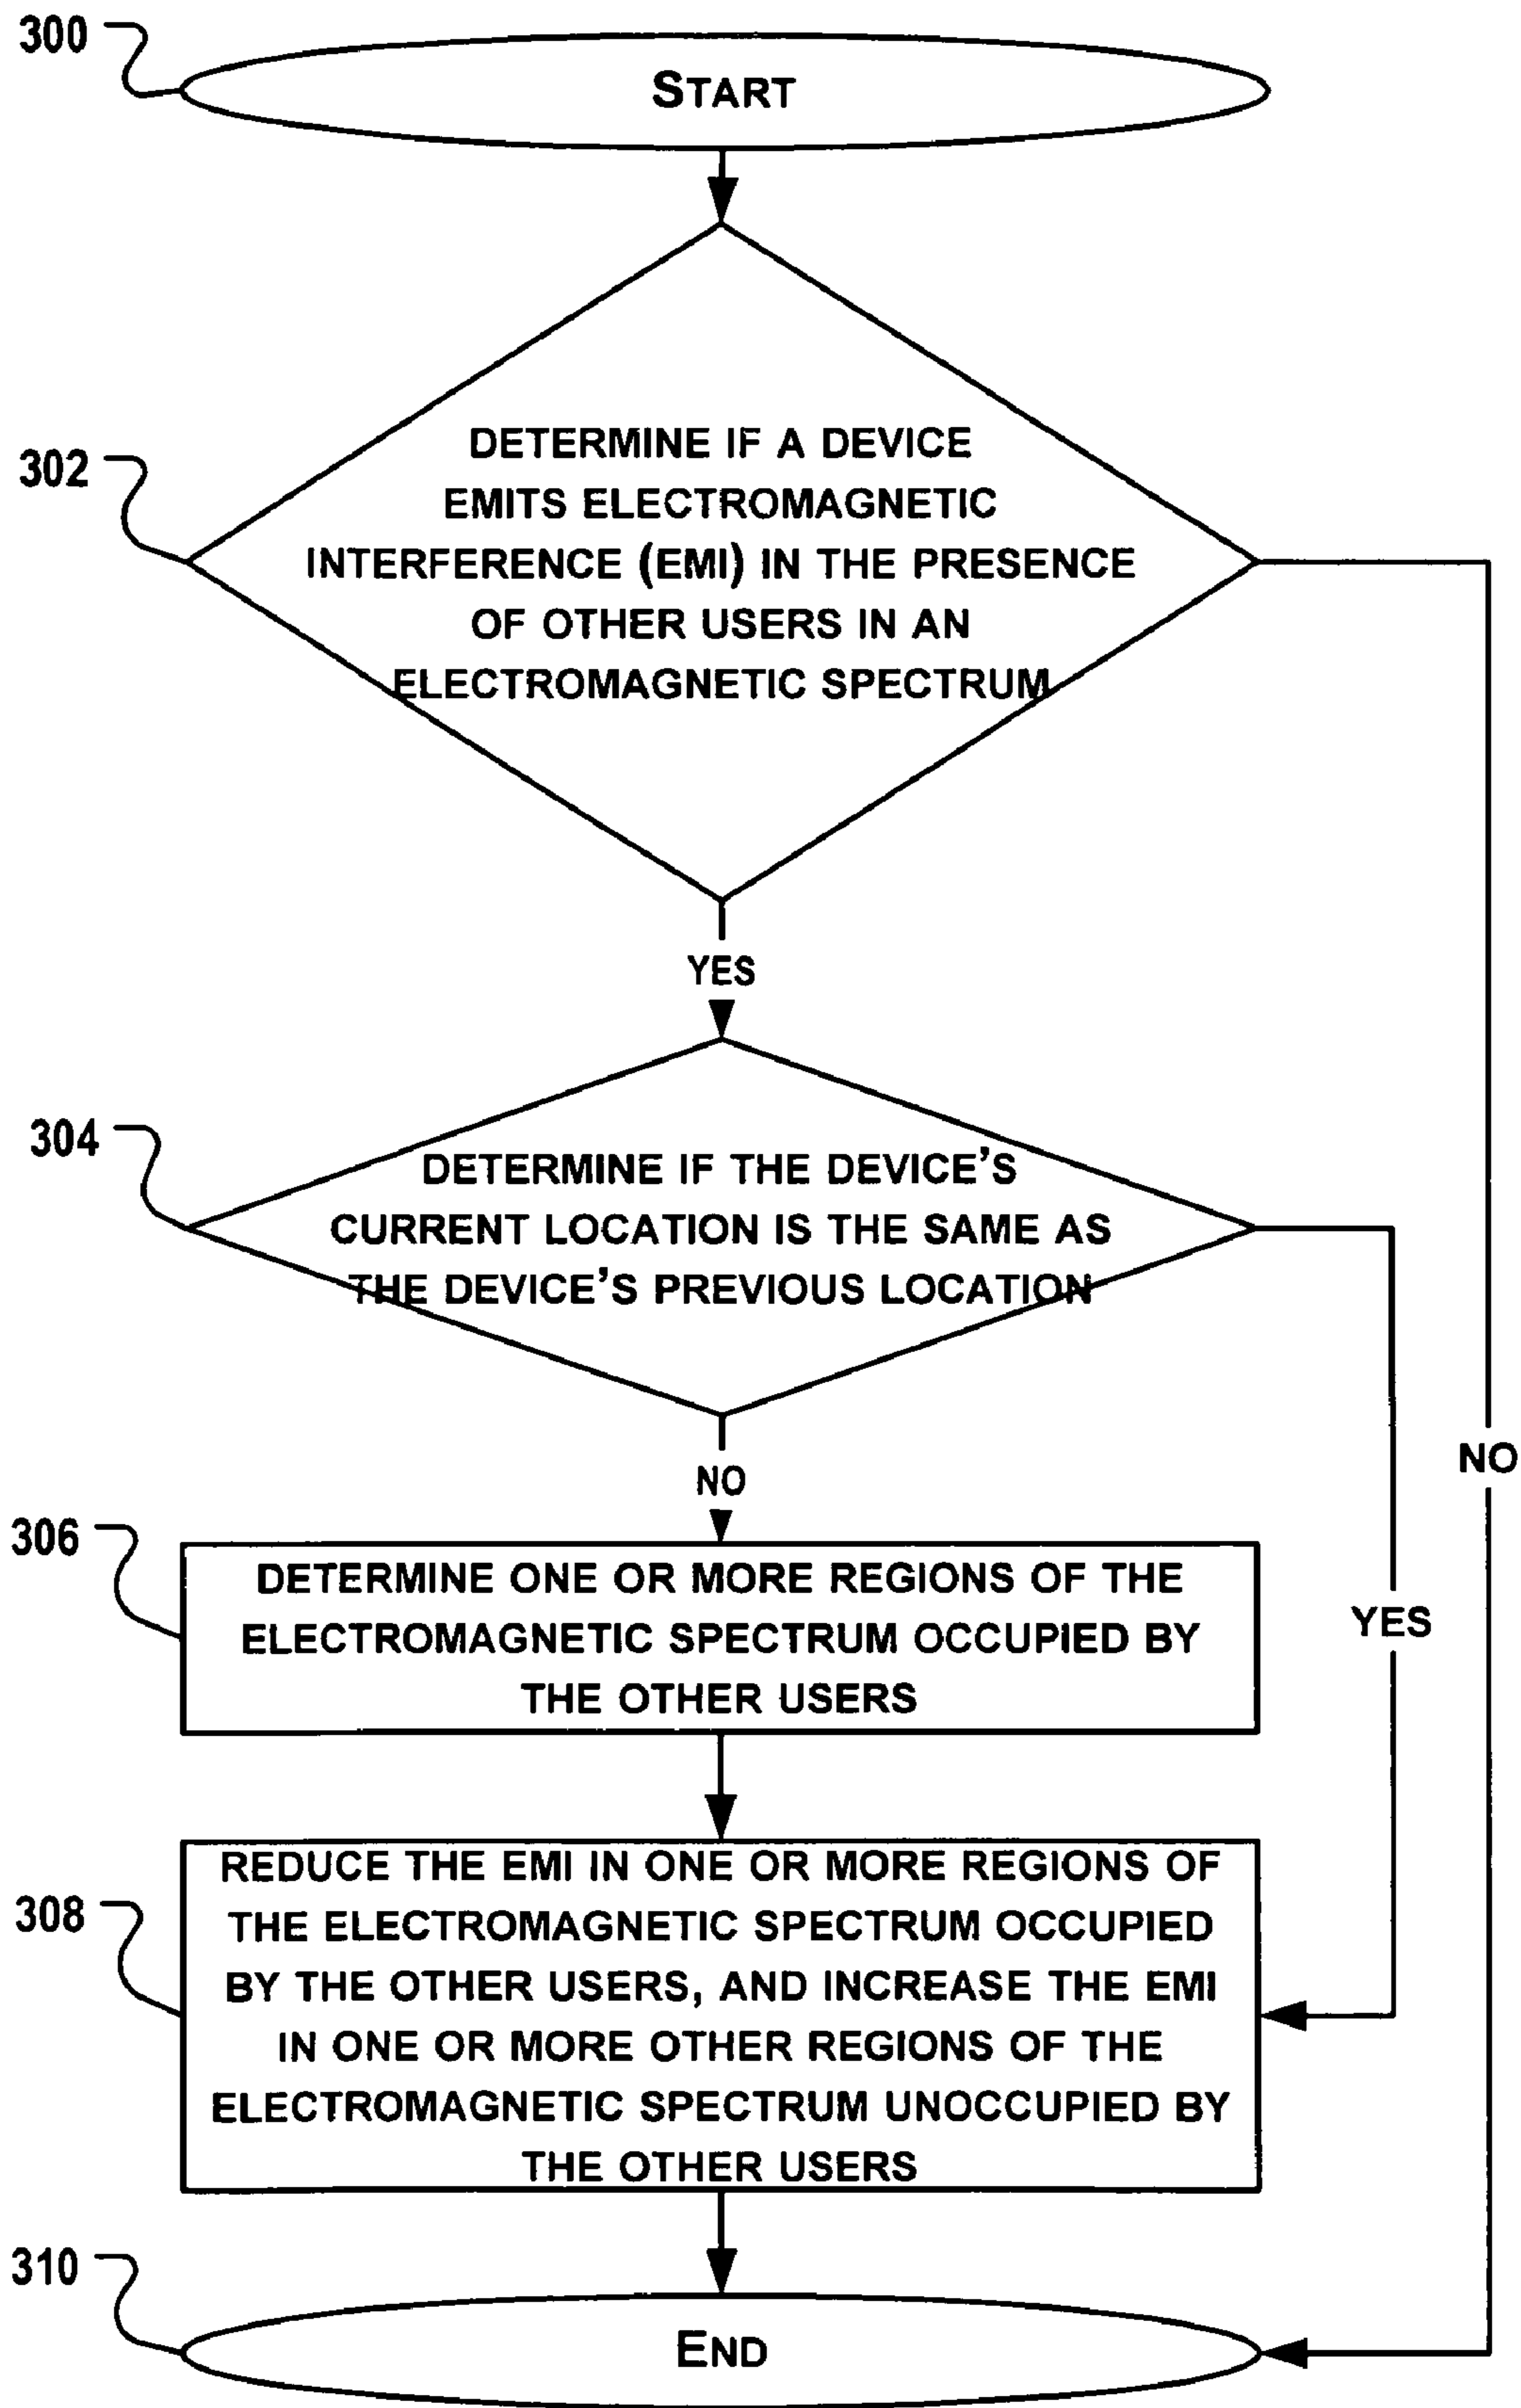 300
START
302
DETERMINE IF A DEVICE
EMITS ELECTROMAGNETIC
INTERFERENCE (EMI) IN THE PRESENCE
OF OTHER USERS IN AN
ELECTROMAGNETIC SPECTRUM
YES
304
DETERMINE IF THE DEVICE'S
CURRENT LOCATION IS THE SAME AS
THE DEVICE'S PREVIOUS LOCATION
NO
NO
306
DETERMINE ONE OR MORE REGIONS OF THE
ELECTROMAGNETIC SPECTRUM OCCUPIED BY
THE OTHER USERS
YES
308
REDUCE THE EMI IN ONE OR MORE REGIONS OF
THE ELECTROMAGNETIC SPECTRUM OCCUPIED
BY THE OTHER USERS, AND INCREASE THE EMI
IN ONE OR MORE OTHER REGIONS OF THE
ELECTROMAGNETIC SPECTRUM UNOCCUPIED BY
THE OTHER USERS
310
END